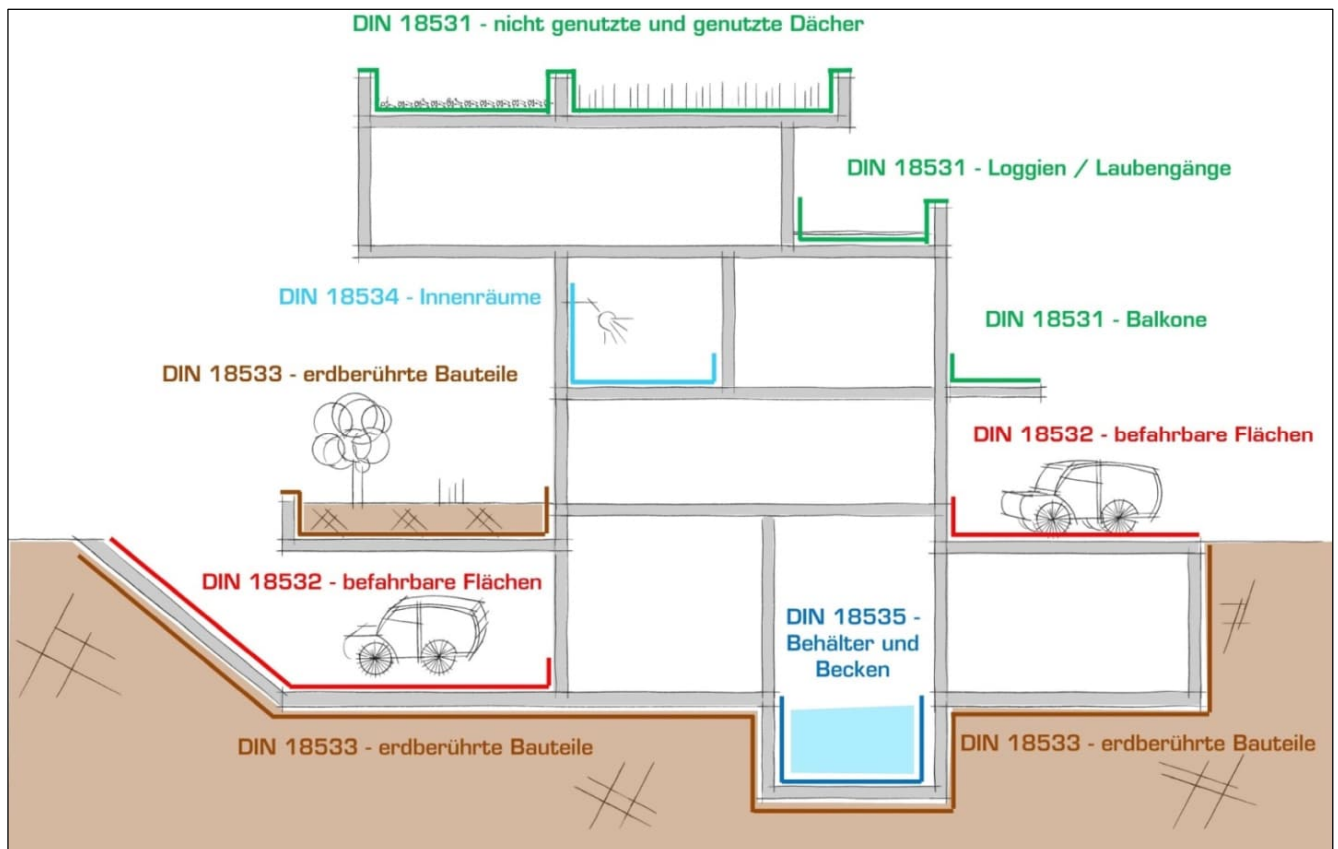 DIN 18531 - nicht genutzte und genutzte Dächer
DIN 18531 - Loggien / Laubengänge
DIN 18534 - Innenräume
DIN 18531 - Balkone
DIN 18533 - erdberührte Bauteile
DIN 18532 - befahrbare Flächen
DIN 18532 - befahrbare Flächen
DIN 18535 -
Behälter und
Becken
DIN 18533 - erdberührte Bauteile
DIN 18533 - erdberührte Bauteile